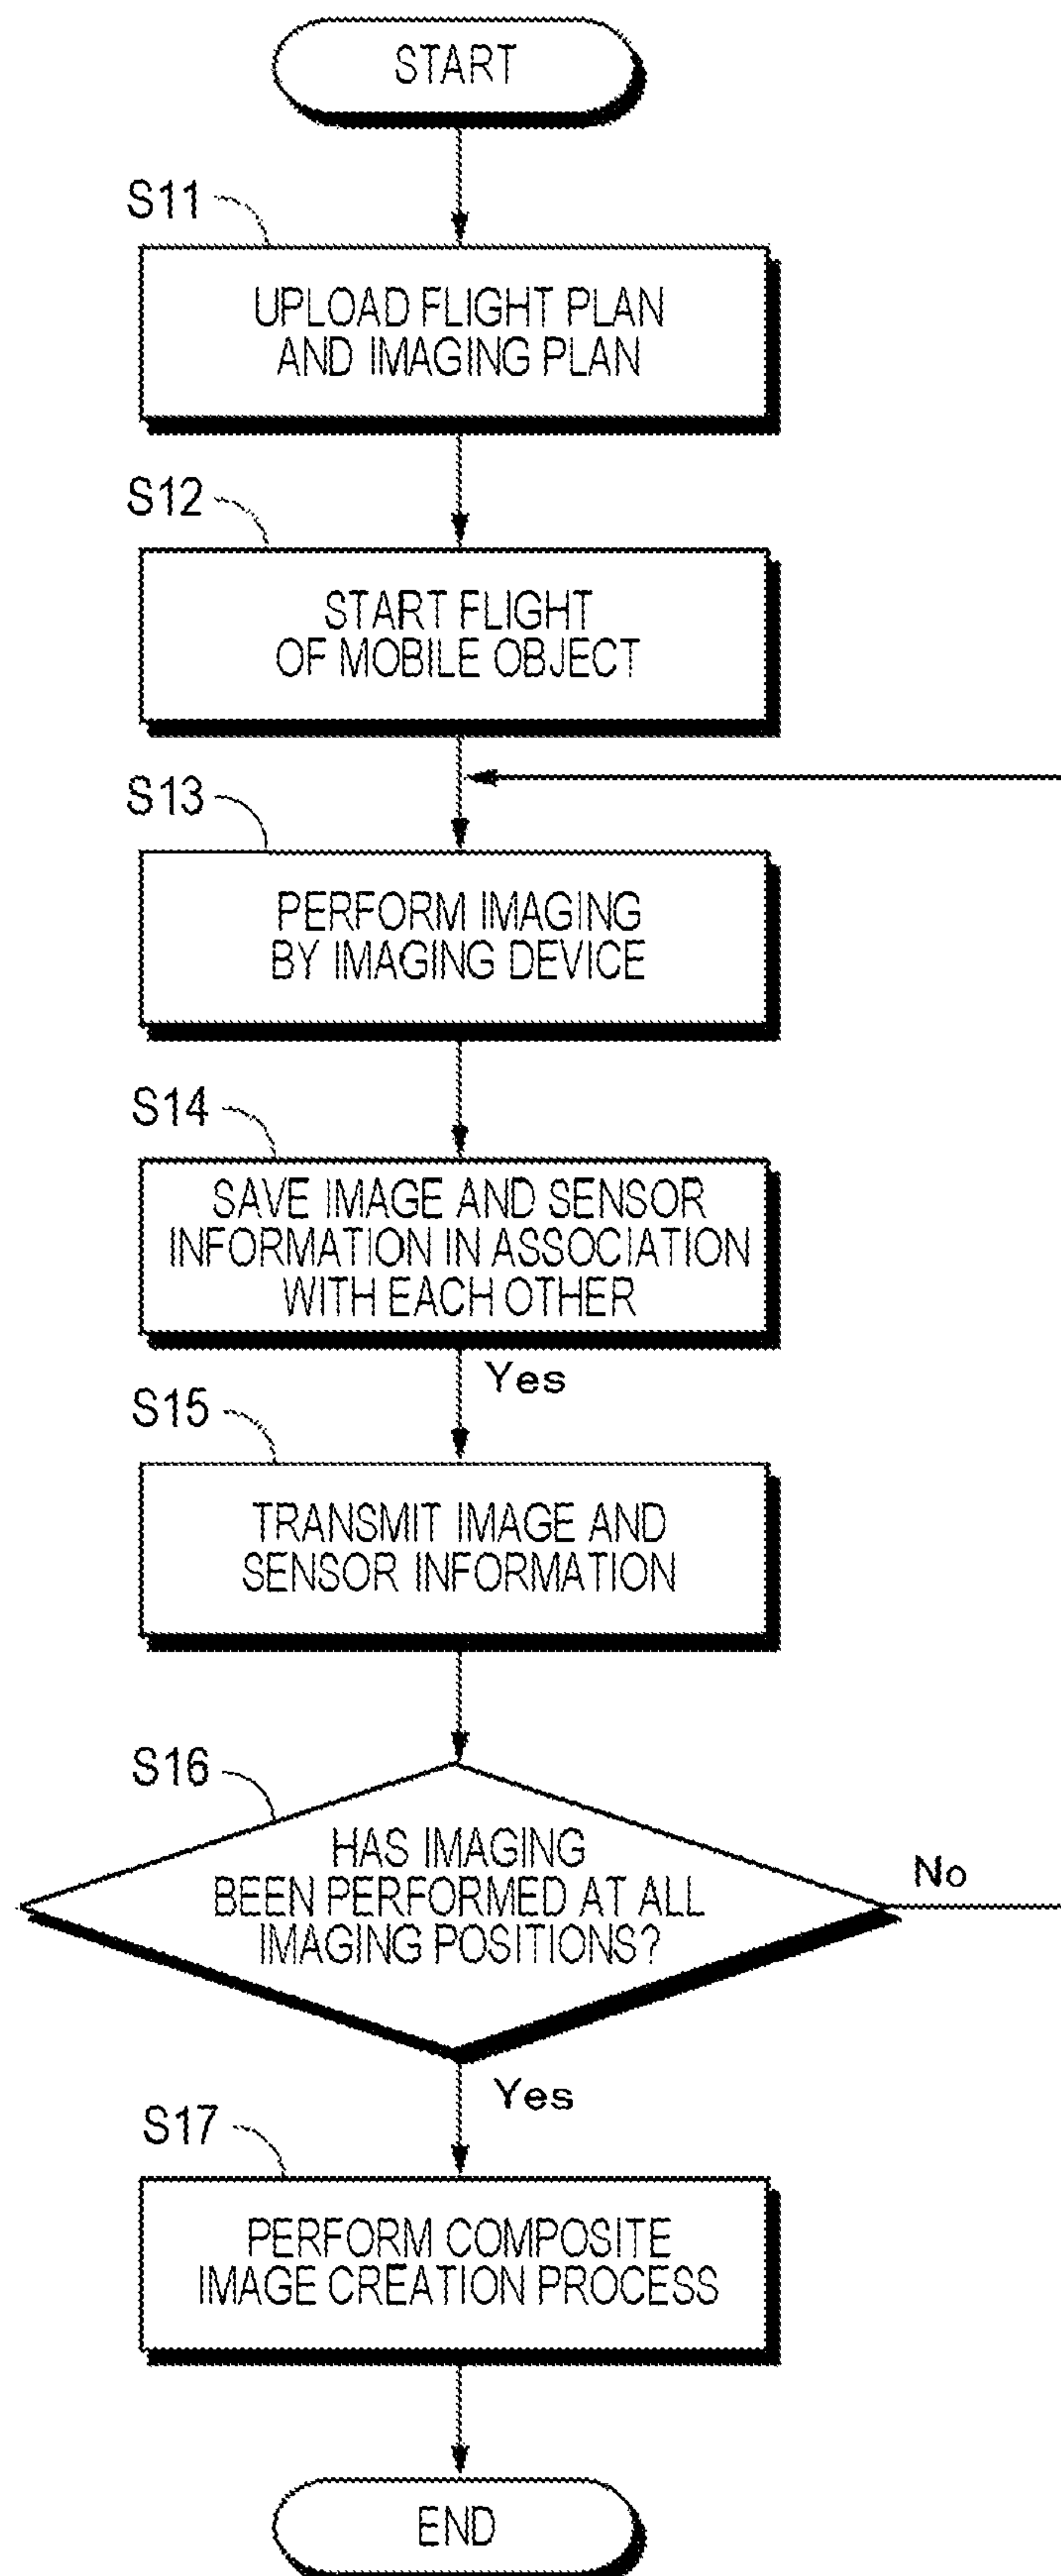 START
S11
UPLOAD FLIGHT PLAN
AND IMAGING PLAN
S12
START FLIGHT
OF MOBILE OBJECT
S13
PERFORM IMAGING
BY IMAGING DEVICE
S14
SAVE IMAGE AND SENSOR
INFORMATION IN ASSOCIATION
WITH EACH OTHER
Yes
S15
TRANSMIT IMAGE AND
SENSOR INFORMATION
S16
HAS IMAGING
BEEN PERFORMED AT ALL
IMAGING POSITIONS?
No
Yes
S17
PERFORM COMPOSITE
IMAGE CREATION PROCESS
END